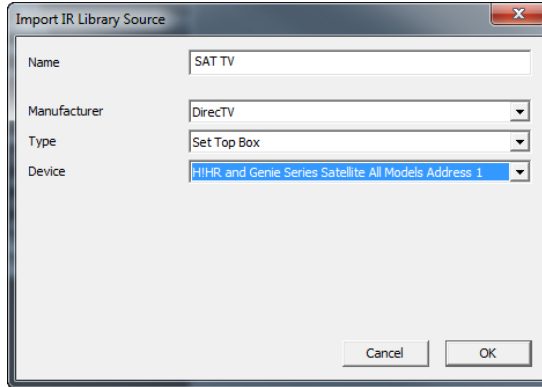 Import IR Library Source
Name SAT TV
Manufacturer DirecTV
Type Set Top Box
Device H!HR and Genie Series Satellite All Models Address 1
Cancel OK